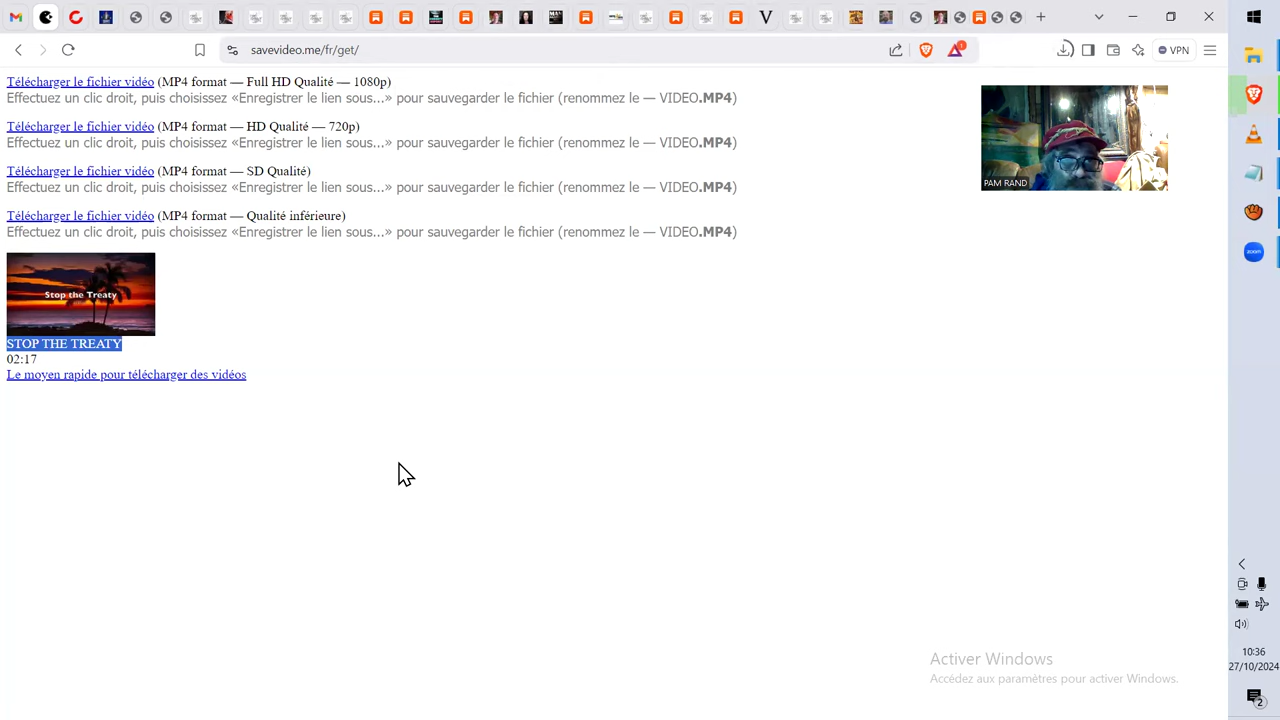 savevideo.me/fr/get/
1
VPN
Télécharger le fichier vidéo (MP4 format — Full HD Qualité — 1080p)
Effectuez un clic droit, puis choisissez «Enregistrer le lien sous...» pour sauvegarder le fichier (renommez le — VIDEO.MP4)
Télécharger le fichier vidéo (MP4 format — HD Qualité — 720p)
Effectuez un clic droit, puis choisissez «Enregistrer le lien sous...» pour sauvegarder le fichier (renommez le — VIDEO.MP4)
Télécharger le fichier vidéo (MP4 format — SD Qualité)
Effectuez un clic droit, puis choisissez «Enregistrer le lien sous...» pour sauvegarder le fichier (renommez le — VIDEO.MP4)
PAM RAND
Télécharger le fichier vidéo (MP4 format — Qualité inférieure)
Effectuez un clic droit, puis choisissez «Enregistrer le lien sous...» pour sauvegarder le fichier (renommez le — VIDEO.MP4)
zoom
Stop the Treaty
STOP THE TREATY
02:17
Le moyen rapide pour télécharger des vidéos
Activer Windows
Accédez aux paramètres pour activer Windows.
10:36
27/10/2024
2